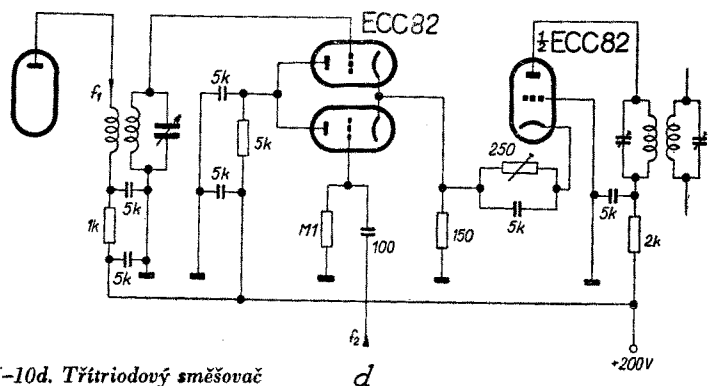 ECC82
½ECC82
f₁
5k
5k
5k
250
5k
5k
1k
5k
5k
M1
100
150
5k
2k
f₂
+200V
-10d. Třítriodový směšovač
d